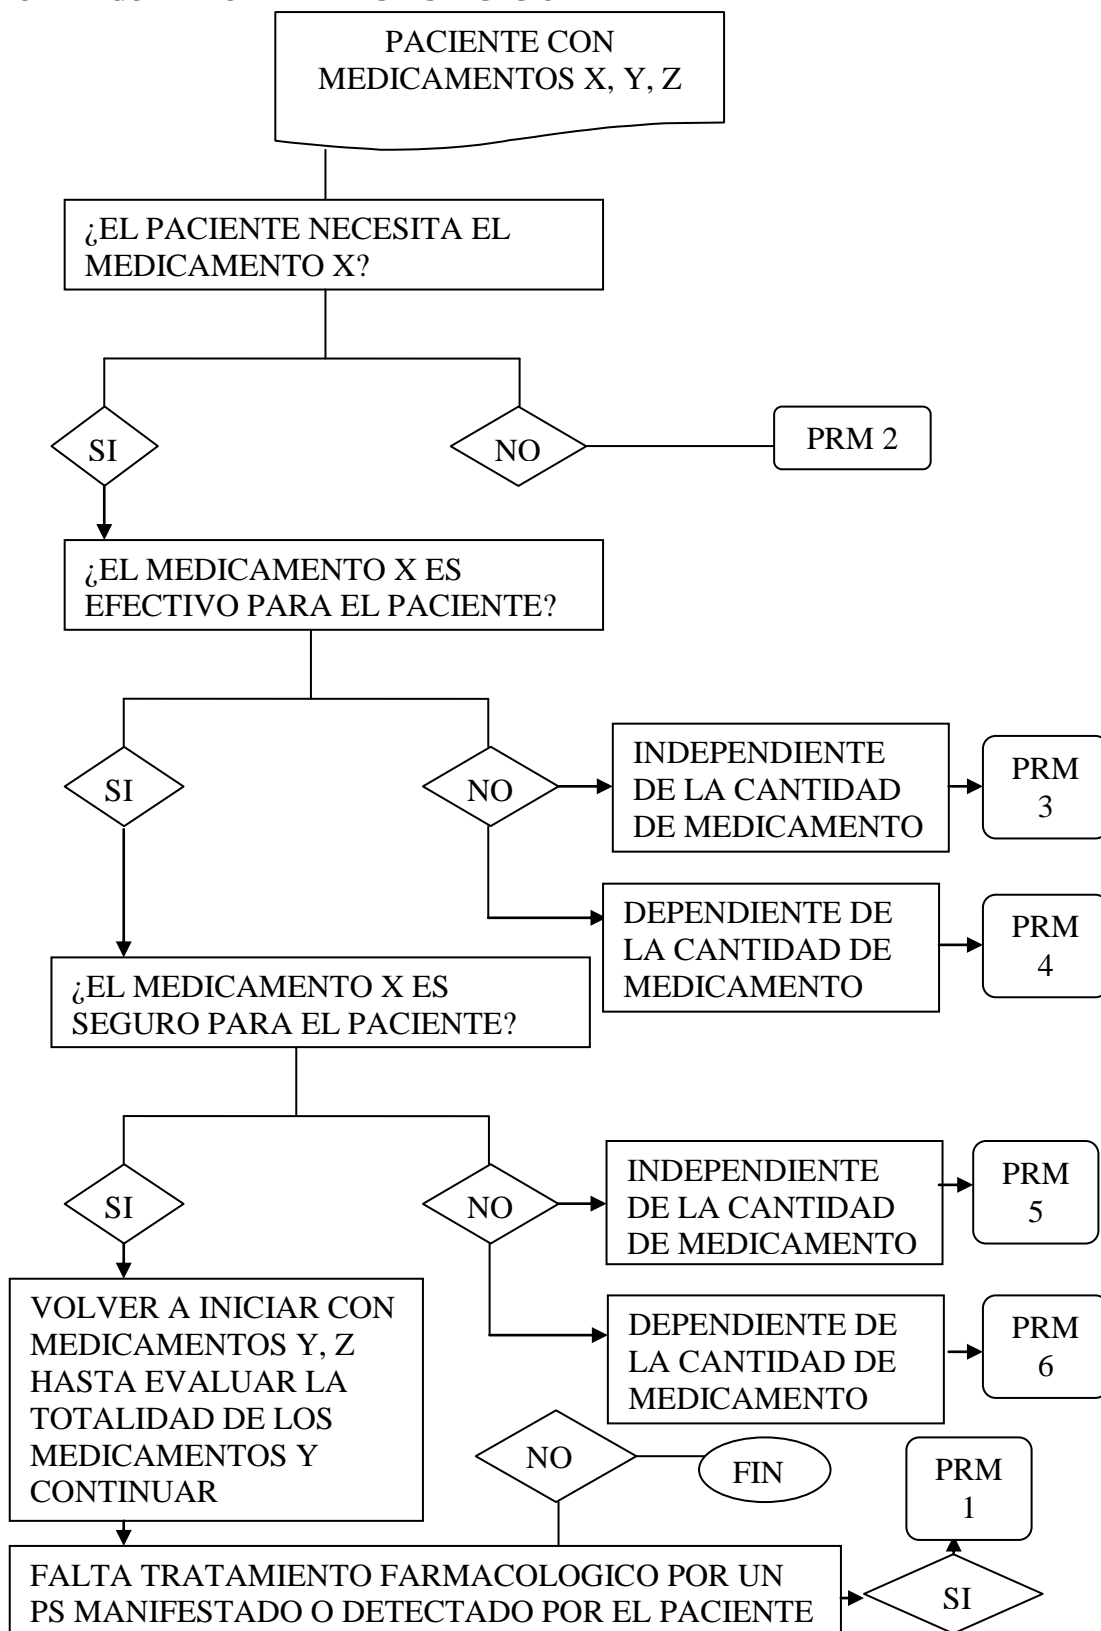 PACIENTE CON
MEDICAMENTOS X, Y, Z
¿EL PACIENTE NECESITA EL
MEDICAMENTO X?
SI
NO
PRM 2
¿EL MEDICAMENTO X ES
EFECTIVO PARA EL PACIENTE?
SI
NO
INDEPENDIENTE
DE LA CANTIDAD
DE MEDICAMENTO
PRM
3
DEPENDIENTE DE
LA CANTIDAD DE
MEDICAMENTO
PRM
4
¿EL MEDICAMENTO X ES
SEGURO PARA EL PACIENTE?
SI
NO
INDEPENDIENTE
DE LA CANTIDAD
DE MEDICAMENTO
PRM
5
DEPENDIENTE DE
LA CANTIDAD DE
MEDICAMENTO
PRM
6
VOLVER A INICIAR CON
MEDICAMENTOS Y, Z
HASTA EVALUAR LA
TOTALIDAD DE LOS
MEDICAMENTOS Y
CONTINUAR
NO
FIN
PRM
1
FALTA TRATAMIENTO FARMACOLOGICO POR UN
PS MANIFESTADO O DETECTADO POR EL PACIENTE
SI